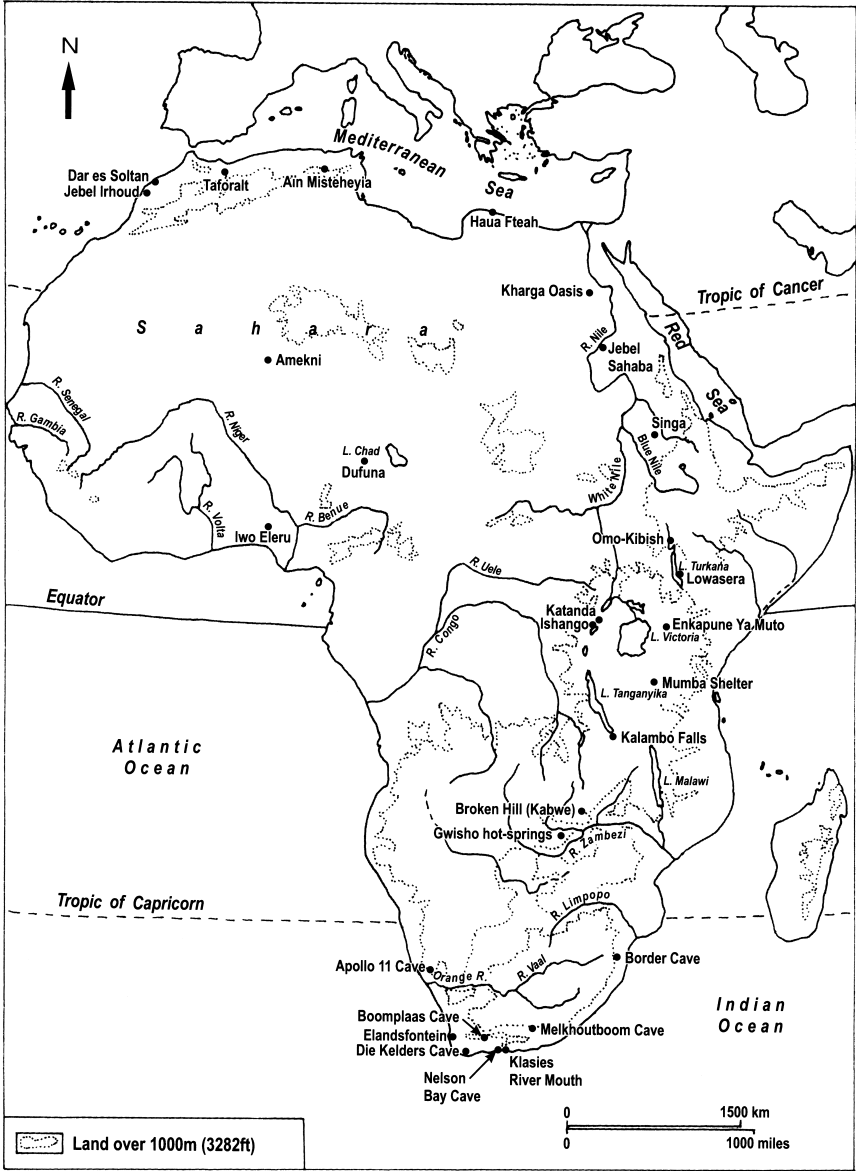 N
Mediterranean
Sea
Dar es Soltan
Jebel Irhoud
Taforalt
Aïn Misteheyia
Haua Fteah
Kharga Oasis
Tropic of Cancer
Sahara
R. Nile
Red
Sea
Jebel
Sahaba
Amekni
R. Senegal
R. Gambia
R. Niger
Singa
Blue Nile
L. Chad
Dufuna
White Nile
R. Volta
R. Benue
Iwo Eleru
Omo-Kibish
L. Turkana
Lowasera
R. Uele
Equator
Katanda
Ishango
Enkapune Ya Muto
L. Victoria
R. Congo
Mumba Shelter
L. Tanganyika
Kalambo Falls
Atlantic
Ocean
L. Malawi
Broken Hill (Kabwe)
Gwisho hot-springs
R. Zambezi
Tropic of Capricorn
R. Limpopo
Apollo 11 Cave
Orange R.
R. Vaal
Border Cave
Indian
Ocean
Boomplaas Cave
Elandsfontein
Die Kelders Cave
Melkhoutboom Cave
Nelson
Bay Cave
Klasies
River Mouth
0 1500 km
0 1000 miles
Land over 1000m (3282ft)